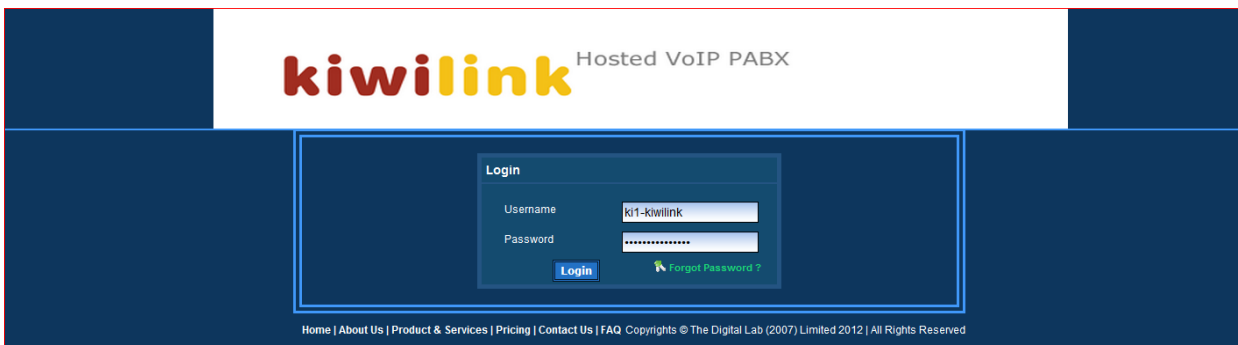 kiwilink Hosted VoIP PABX
Login
Username ki1-kiwilink
Password •••••••••••••••
Login Forgot Password ?
Home | About Us | Product & Services | Pricing | Contact Us | FAQ Copyrights © The Digital Lab (2007) Limited 2012 | All Rights Reserved